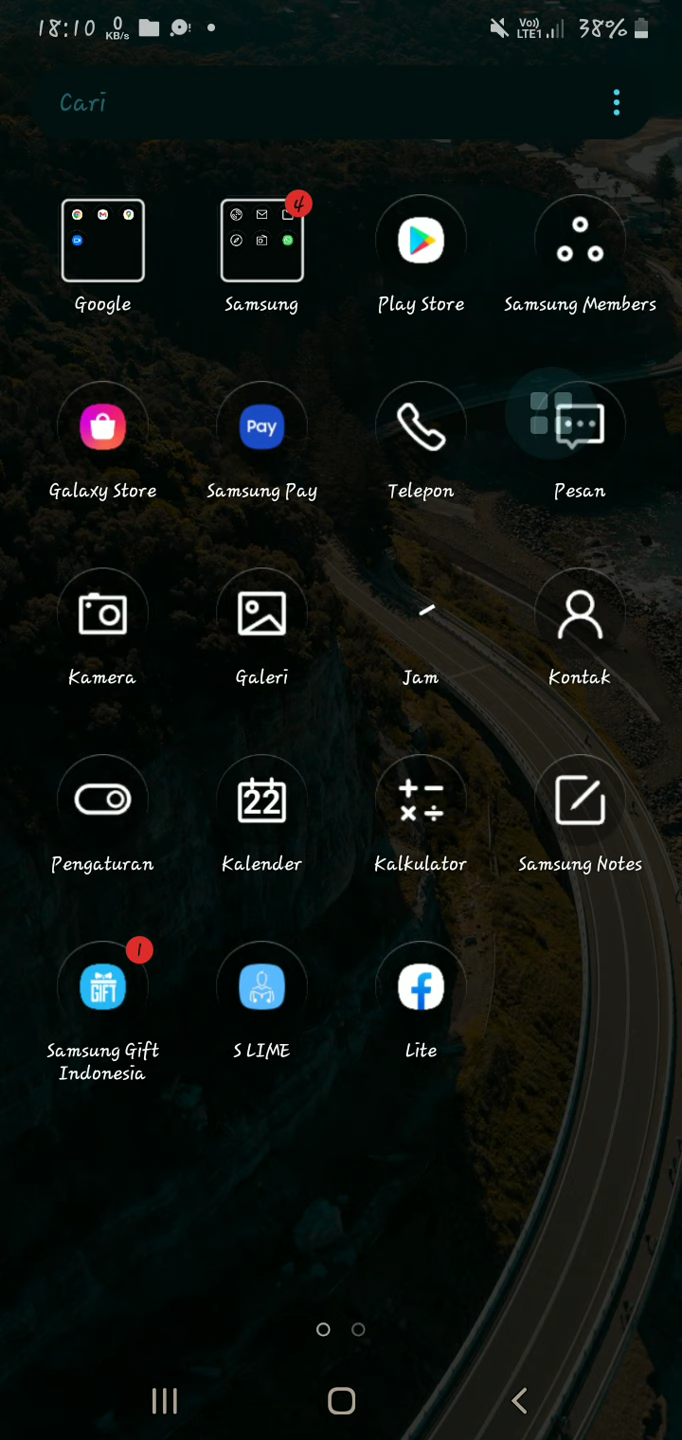 18:10 0 KB/s Vo)) LTE1 38%
Cari
4
Google Samsung Play Store Samsung Members
Pay
Galaxy Store Samsung Pay Telepon Pesan
Kamera Galeri Jam Kontak
22
Pengaturan Kalender Kalkulator Samsung Notes
1
GIFT
Samsung Gift Indonesia S LIME Lite